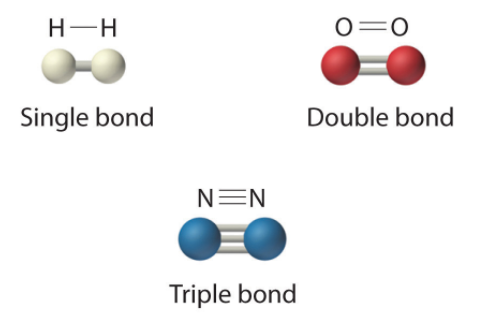 H—H
O=O
Single bond
Double bond
N≡N
Triple bond